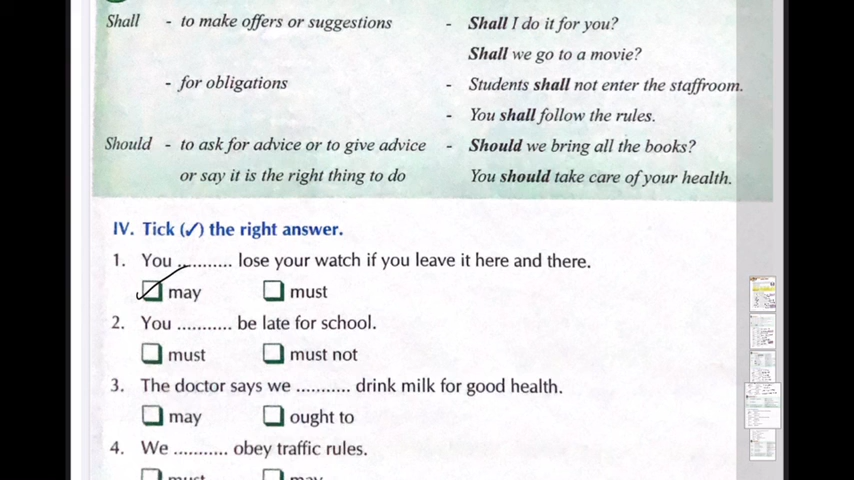 Shall - to make offers or suggestions - Shall I do it for you?
Shall we go to a movie?
- for obligations - Students shall not enter the staffroom.
- You shall follow the rules.
Should - to ask for advice or to give advice - Should we bring all the books?
or say it is the right thing to do You should take care of your health.
IV. Tick (✓) the right answer.
1. You .......... lose your watch if you leave it here and there.
may must
2. You .......... be late for school.
must must not
3. The doctor says we .......... drink milk for good health.
may ought to
4. We .......... obey traffic rules.
must may